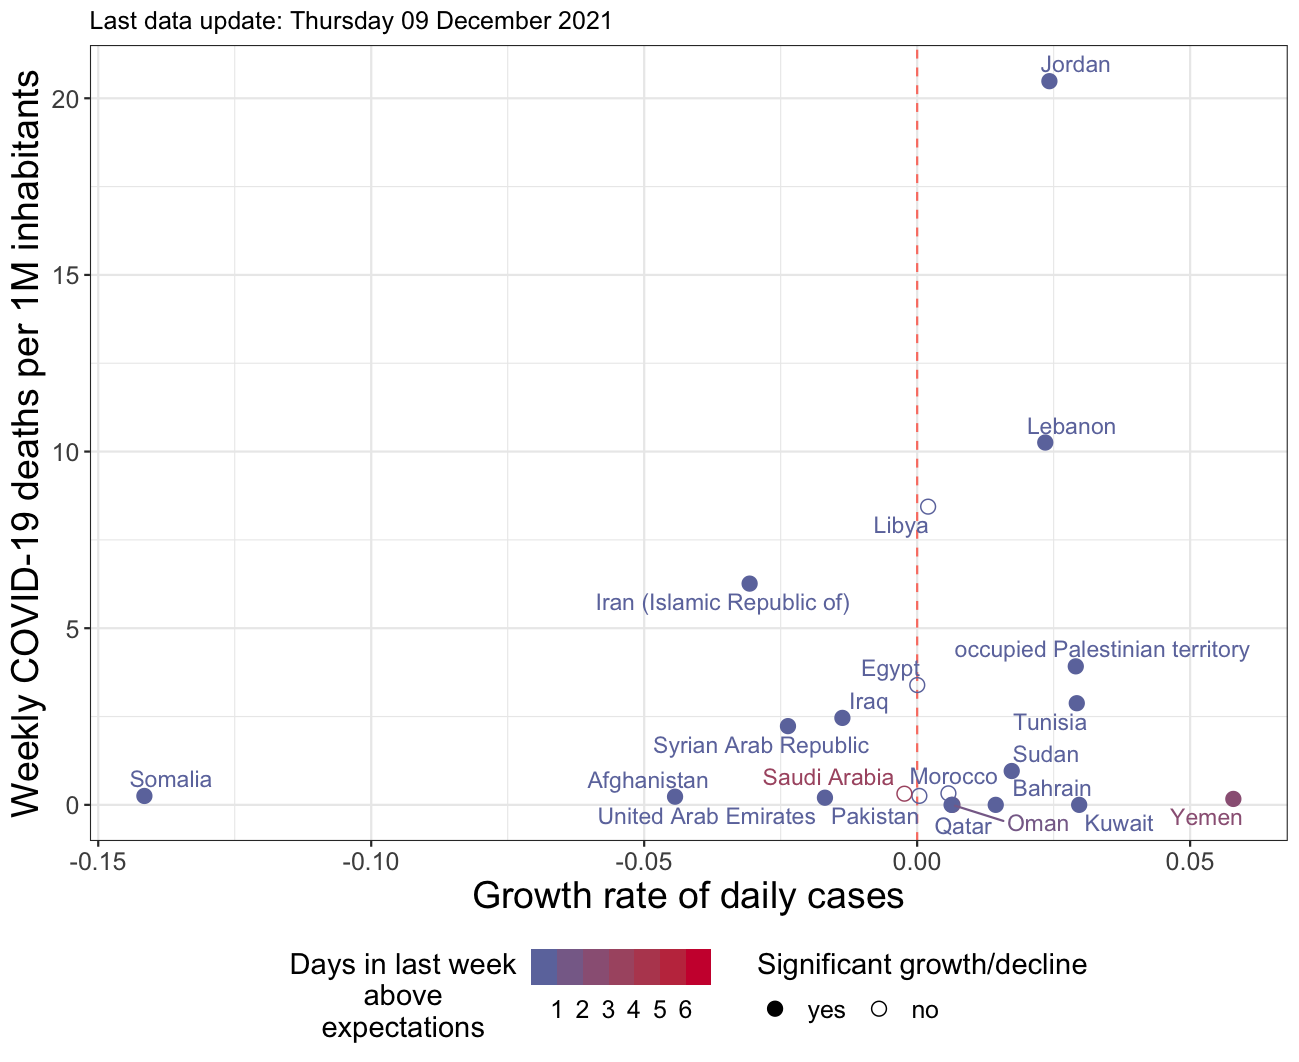 Last data update: Thursday 09 December 2021
Weekly COVID-19 deaths per 1M inhabitants
20
15
10
5
0
Jordan
Lebanon
Libya
Iran (Islamic Republic of)
occupied Palestinian territory
Egypt
Iraq
Tunisia
Syrian Arab Republic
Sudan
Somalia
Afghanistan
Saudi Arabia
Morocco
Bahrain
United Arab Emirates
Pakistan
Qatar
Oman
Kuwait
Yemen
-0.15
-0.10
-0.05
0.00
0.05
Growth rate of daily cases
Days in last week
above
expectations
1 2 3 4 5 6
Significant growth/decline
yes
no